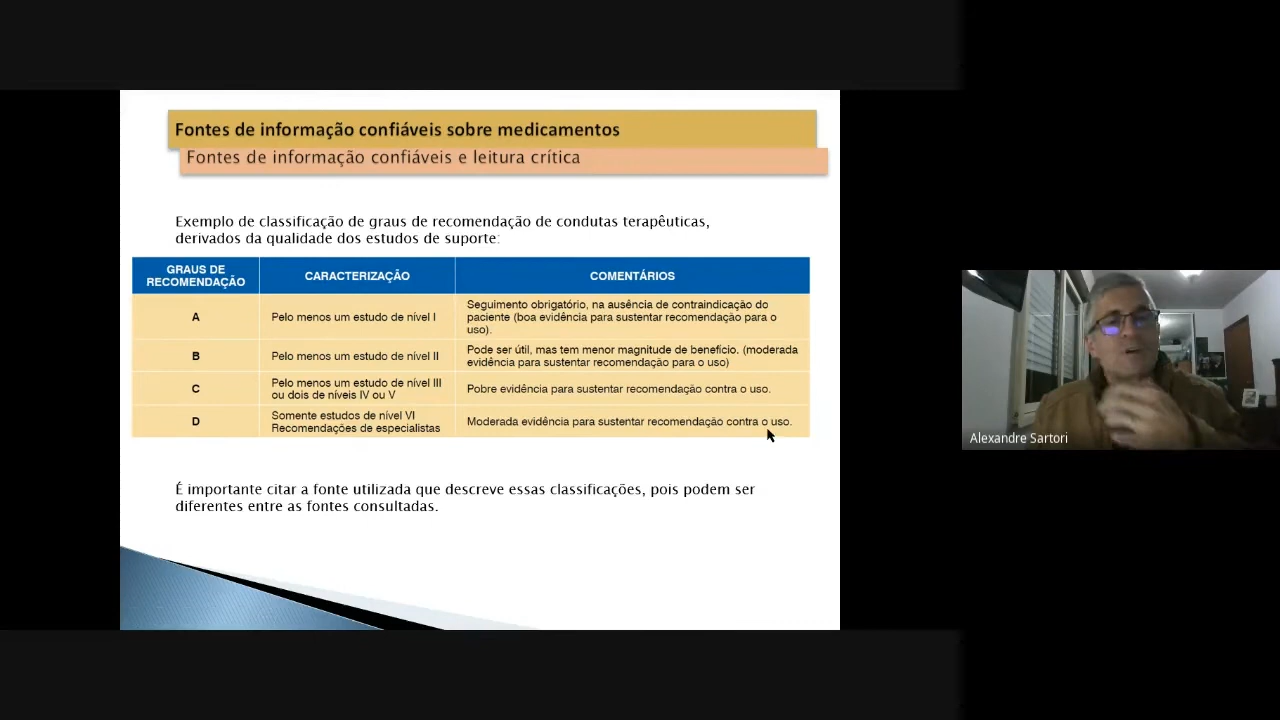 Fontes de informação confiáveis sobre medicamentos
Fontes de informação confiáveis e leitura crítica
Exemplo de classificação de graus de recomendação de condutas terapêuticas,
derivados da qualidade dos estudos de suporte:
GRAUS DE
RECOMENDAÇÃO
CARACTERIZAÇÃO
COMENTÁRIOS
A
Pelo menos um estudo de nível I
Seguimento obrigatório, na ausência de contraindicação do
paciente (boa evidência para sustentar recomendação para o
uso).
B
Pelo menos um estudo de nível II
Pode ser útil, mas tem menor magnitude de benefício. (moderada
evidência para sustentar recomendação para o uso)
C
Pelo menos um estudo de nível III
ou dois de níveis IV ou V
Pobre evidência para sustentar recomendação contra o uso.
D
Somente estudos de nível VI
Recomendações de especialistas
Moderada evidência para sustentar recomendação contra o uso.
É importante citar a fonte utilizada que descreve essas classificações, pois podem ser
diferentes entre as fontes consultadas.
Alexandre Sartori